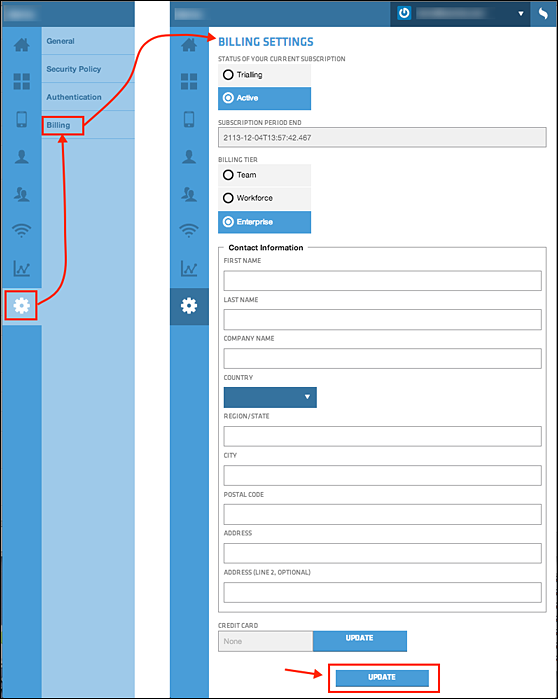 General
Security Policy
Authentication
Billing
BILLING SETTINGS
STATUS OF YOUR CURRENT SUBSCRIPTION
Trialling
Active
SUBSCRIPTION PERIOD END
2113-12-04T13:57:42.467
BILLING TIER
Team
Workforce
Enterprise
Contact Information
FIRST NAME
LAST NAME
COMPANY NAME
COUNTRY
REGION/STATE
CITY
POSTAL CODE
ADDRESS
ADDRESS (LINE 2, OPTIONAL)
CREDIT CARD
None UPDATE
UPDATE